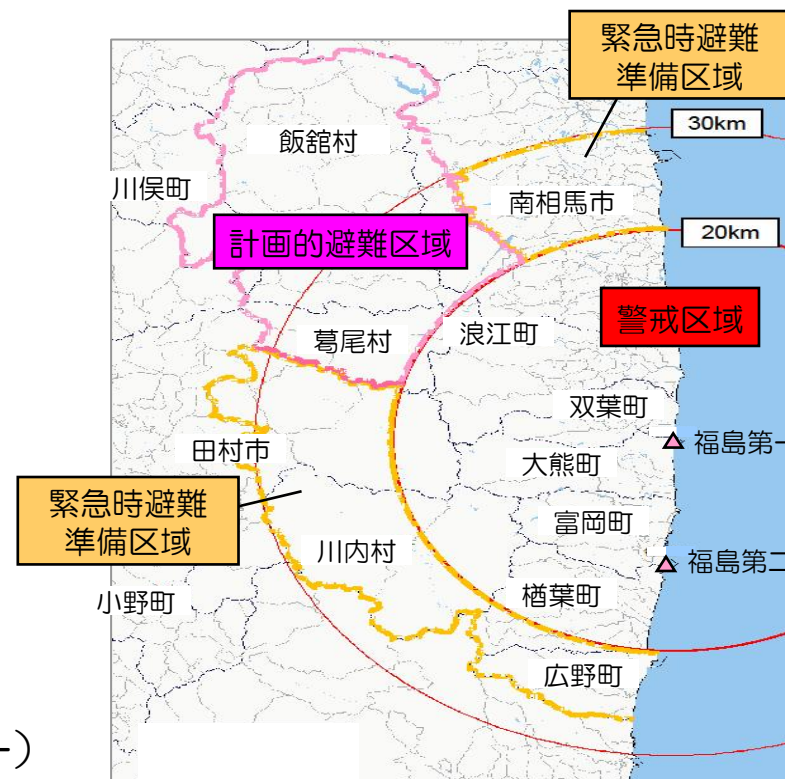 緊急時避難
準備区域
30km
飯舘村
川俣町
南相馬市
20km
計画的避難区域
警戒区域
浪江町
葛尾村
双葉町
福島第一
田村市
大熊町
緊急時避難
準備区域
富岡町
川内村
福島第二
楢葉町
小野町
広野町
)